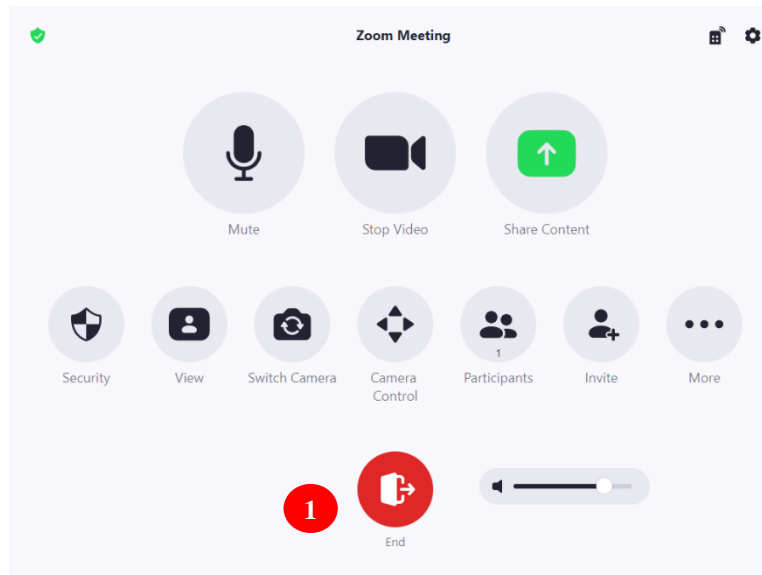 Zoom Meeting
Mute
Stop Video
Share Content
1
Security
View
Switch Camera
Camera
Control
Participants
Invite
More
1
End